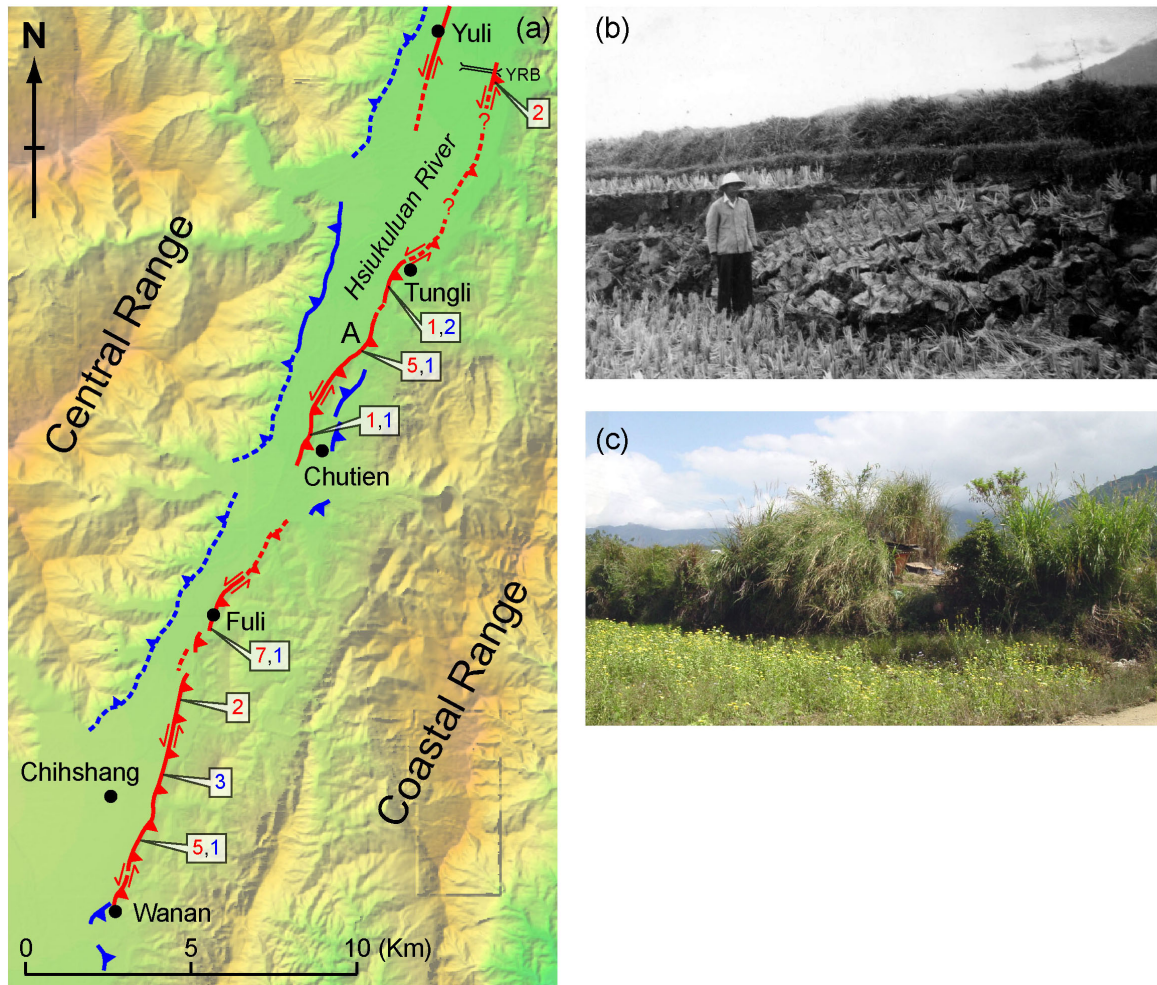 (a)
N
Yuli
YRB
2
?
Hsiukuluan River
?
Tungli
1,2
A
5,1
1,1
Chutien
Central Range
Fuli
7,1
2
Coastal Range
Chihshang
3
5,1
Wanan
0 5 10 (Km)
(b)
(c)